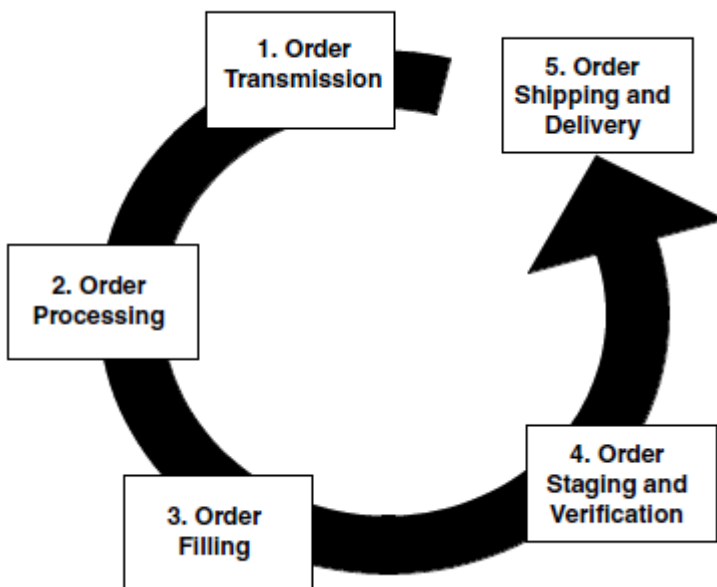 1. Order
Transmission
2. Order
Processing
3. Order
Filling
4. Order
Staging and
Verification
5. Order
Shipping and
Delivery